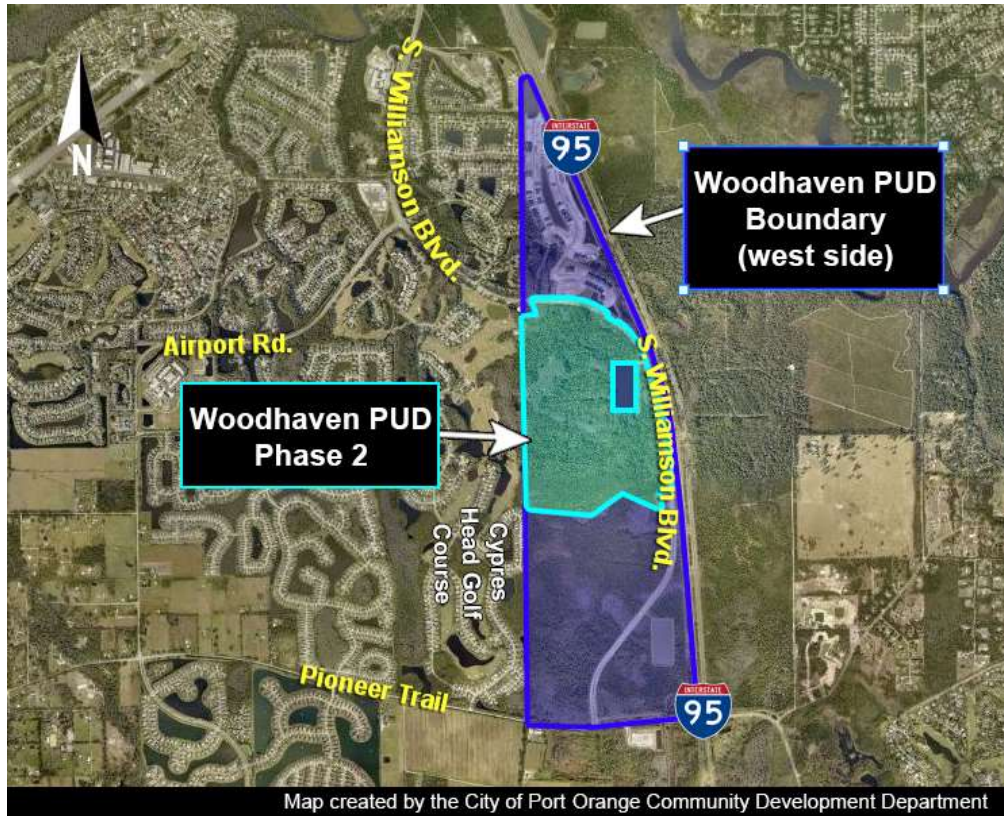 S. Williamson Blvd.
N
INTERSTATE
95
Woodhaven PUD
Boundary
(west side)
Airport Rd.
S. Williamson Blvd.
Woodhaven PUD
Phase 2
Cypres
Head Golf
Course
Pioneer Trail
INTERSTATE
95
Map created by the City of Port Orange Community Development Department